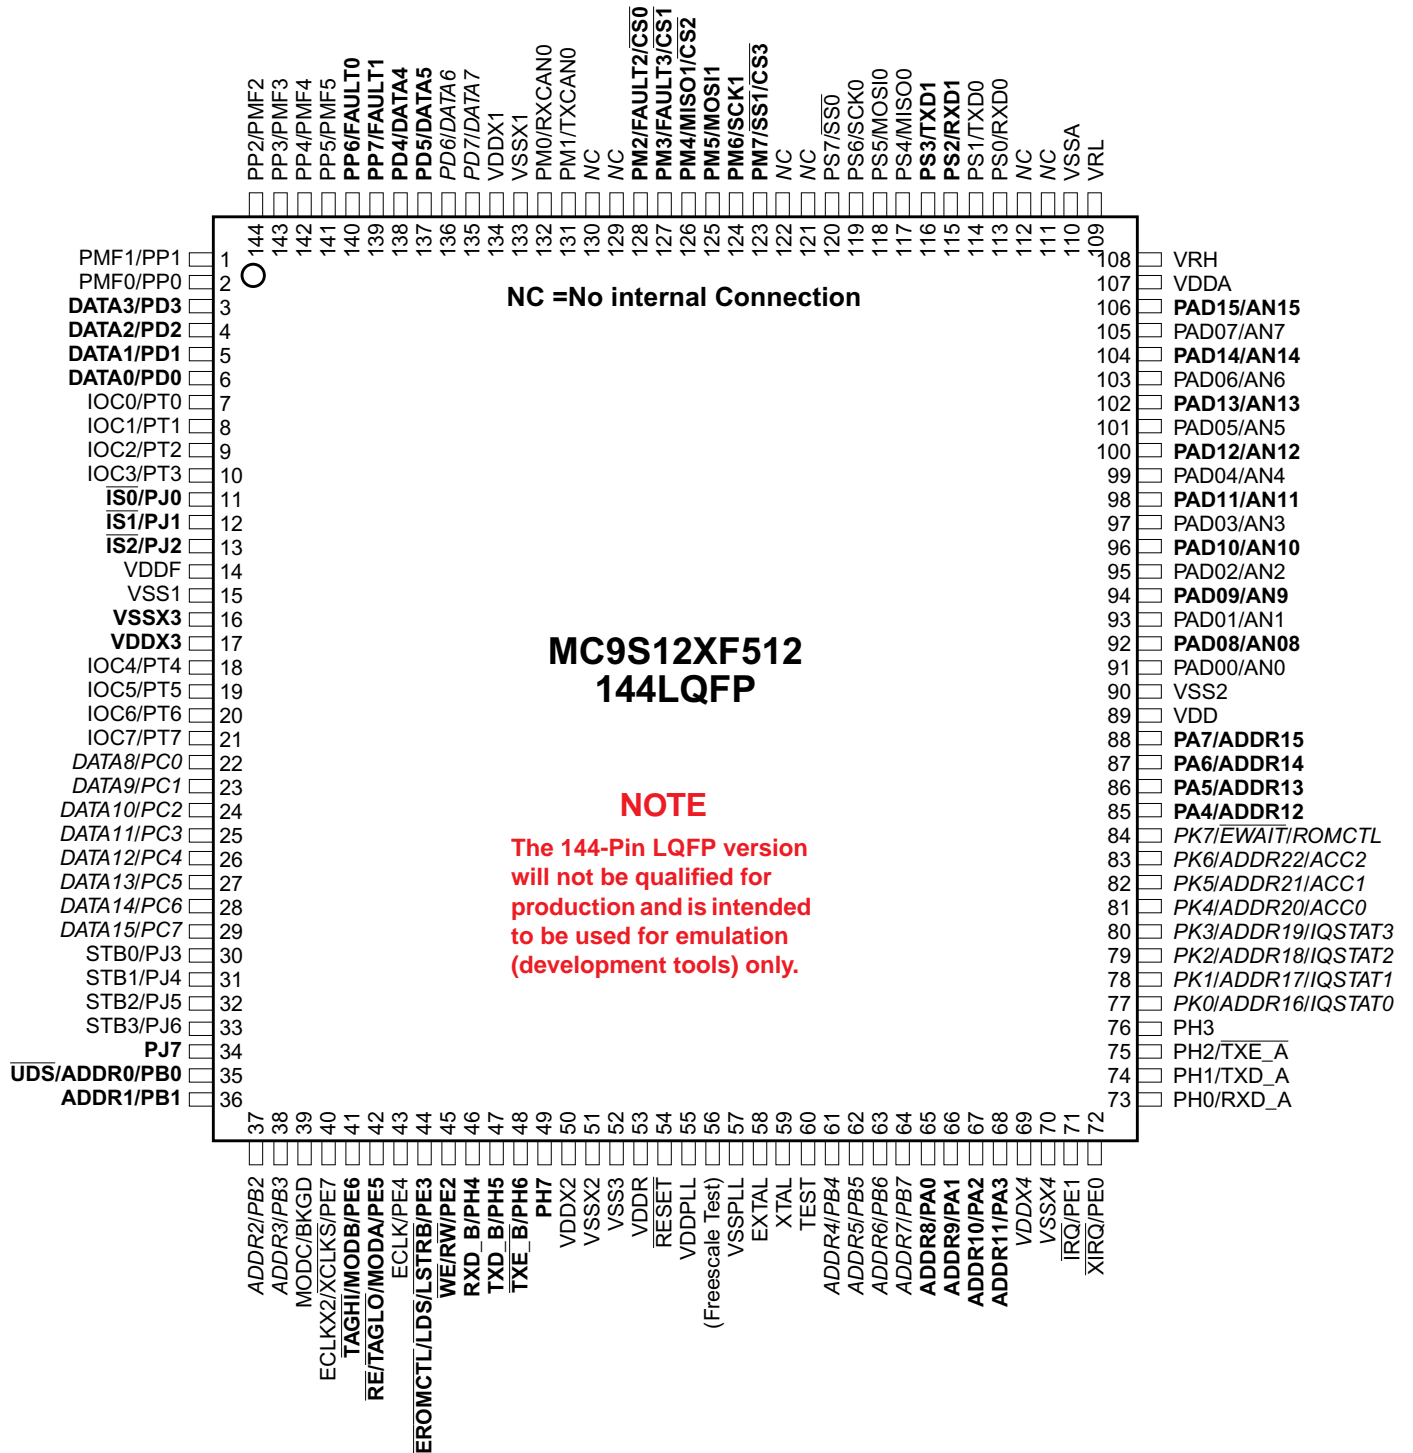 PP2/PMF2
PP3/PMF3
PP4/PMF4
PP5/PMF5
PP6/FAULT0
PP7/FAULT1
PD4/DATA4
PD5/DATA5
PD6/DATA6
PD7/DATA7
VDDX1
VSSX1
PM0/RXCAN0
PM1/TXCAN0
NC
NC
PM2/FAULT2/CS0
PM3/FAULT3/CS1
PM4/MISO1/CS2
PM5/MOSI1
PM6/SCK1
PM7/SS1/CS3
NC
NC
PS7/SS0
PS6/SCK0
PS5/MOSI0
PS4/MISO0
PS3/TXD1
PS2/RXD1
PS1/TXD0
PS0/RXD0
NC
NC
VSSA
VRL
144
143
142
141
140
139
138
137
136
135
134
133
132
131
130
129
128
127
126
125
124
123
122
121
120
119
118
117
116
115
114
113
112
111
110
109
PMF1/PP1 1
PMF0/PP0 2
DATA3/PD3 3
DATA2/PD2 4
DATA1/PD1 5
DATA0/PD0 6
IOC0/PT0 7
IOC1/PT1 8
IOC2/PT2 9
IOC3/PT3 10
IS0/PJ0 11
IS1/PJ1 12
IS2/PJ2 13
VDDF 14
VSS1 15
VSSX3 16
VDDX3 17
IOC4/PT4 18
IOC5/PT5 19
IOC6/PT6 20
IOC7/PT7 21
DATA8/PC0 22
DATA9/PC1 23
DATA10/PC2 24
DATA11/PC3 25
DATA12/PC4 26
DATA13/PC5 27
DATA14/PC6 28
DATA15/PC7 29
STB0/PJ3 30
STB1/PJ4 31
STB2/PJ5 32
STB3/PJ6 33
PJ7 34
UDS/ADDR0/PB0 35
ADDR1/PB1 36
NC =No internal Connection
MC9S12XF512
144LQFP
NOTE
The 144-Pin LQFP version
will not be qualified for
production and is intended
to be used for emulation
(development tools) only.
108 VRH
107 VDDA
106 PAD15/AN15
105 PAD07/AN7
104 PAD14/AN14
103 PAD06/AN6
102 PAD13/AN13
101 PAD05/AN5
100 PAD12/AN12
99 PAD04/AN4
98 PAD11/AN11
97 PAD03/AN3
96 PAD10/AN10
95 PAD02/AN2
94 PAD09/AN9
93 PAD01/AN1
92 PAD08/AN08
91 PAD00/AN0
90 VSS2
89 VDD
88 PA7/ADDR15
87 PA6/ADDR14
86 PA5/ADDR13
85 PA4/ADDR12
84 PK7/EWAIT/ROMCTL
83 PK6/ADDR22/ACC2
82 PK5/ADDR21/ACC1
81 PK4/ADDR20/ACC0
80 PK3/ADDR19/IQSTAT3
79 PK2/ADDR18/IQSTAT2
78 PK1/ADDR17/IQSTAT1
77 PK0/ADDR16/IQSTAT0
76 PH3
75 PH2/TXE_A
74 PH1/TXD_A
73 PH0/RXD_A
37
38
39
40
41
42
43
44
45
46
47
48
49
50
51
52
53
54
55
56
57
58
59
60
61
62
63
64
65
66
67
68
69
70
71
72
ADDR2/PB2
ADDR3/PB3
MODC/BKGD
ECLKX2/XCLKS/PE7
TAGHI/MODB/PE6
RE/TAGLO/MODA/PE5
ECLK/PE4
EROMCTL/LDS/LSTRB/PE3
WE/RW/PE2
RXD_B/PH4
TXD_B/PH5
TXE_B/PH6
PH7
VDDX2
VSSX2
VSS3
VDDR
RESET
VDDPLL
(Freescale Test)
VSSPLL
EXTAL
XTAL
TEST
ADDR4/PB4
ADDR5/PB5
ADDR6/PB6
ADDR7/PB7
ADDR8/PA0
ADDR9/PA1
ADDR10/PA2
ADDR11/PA3
VDDX4
VSSX4
IRQ/PE1
XIRQ/PE0